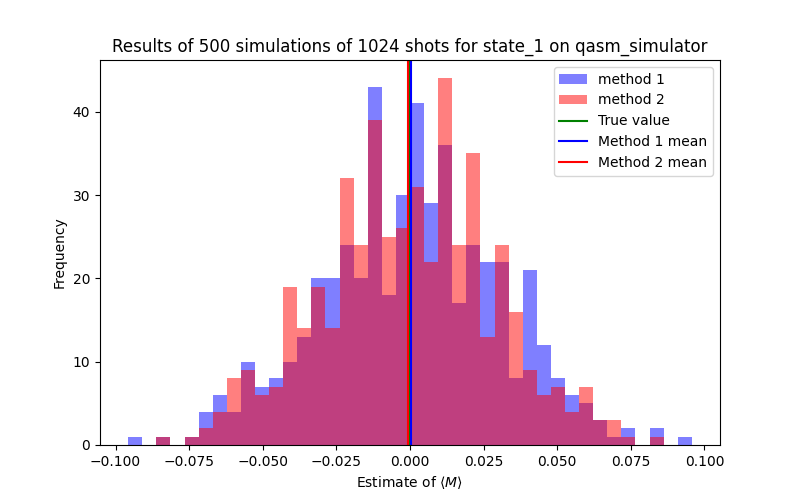 Results of 500 simulations of 1024 shots for state_1 on qasm_simulator
method 1
method 2
True value
Method 1 mean
Method 2 mean
Frequency
40
30
20
10
0
−0.100 −0.075 −0.050 −0.025 0.000 0.025 0.050 0.075 0.100
Estimate of ⟨M⟩